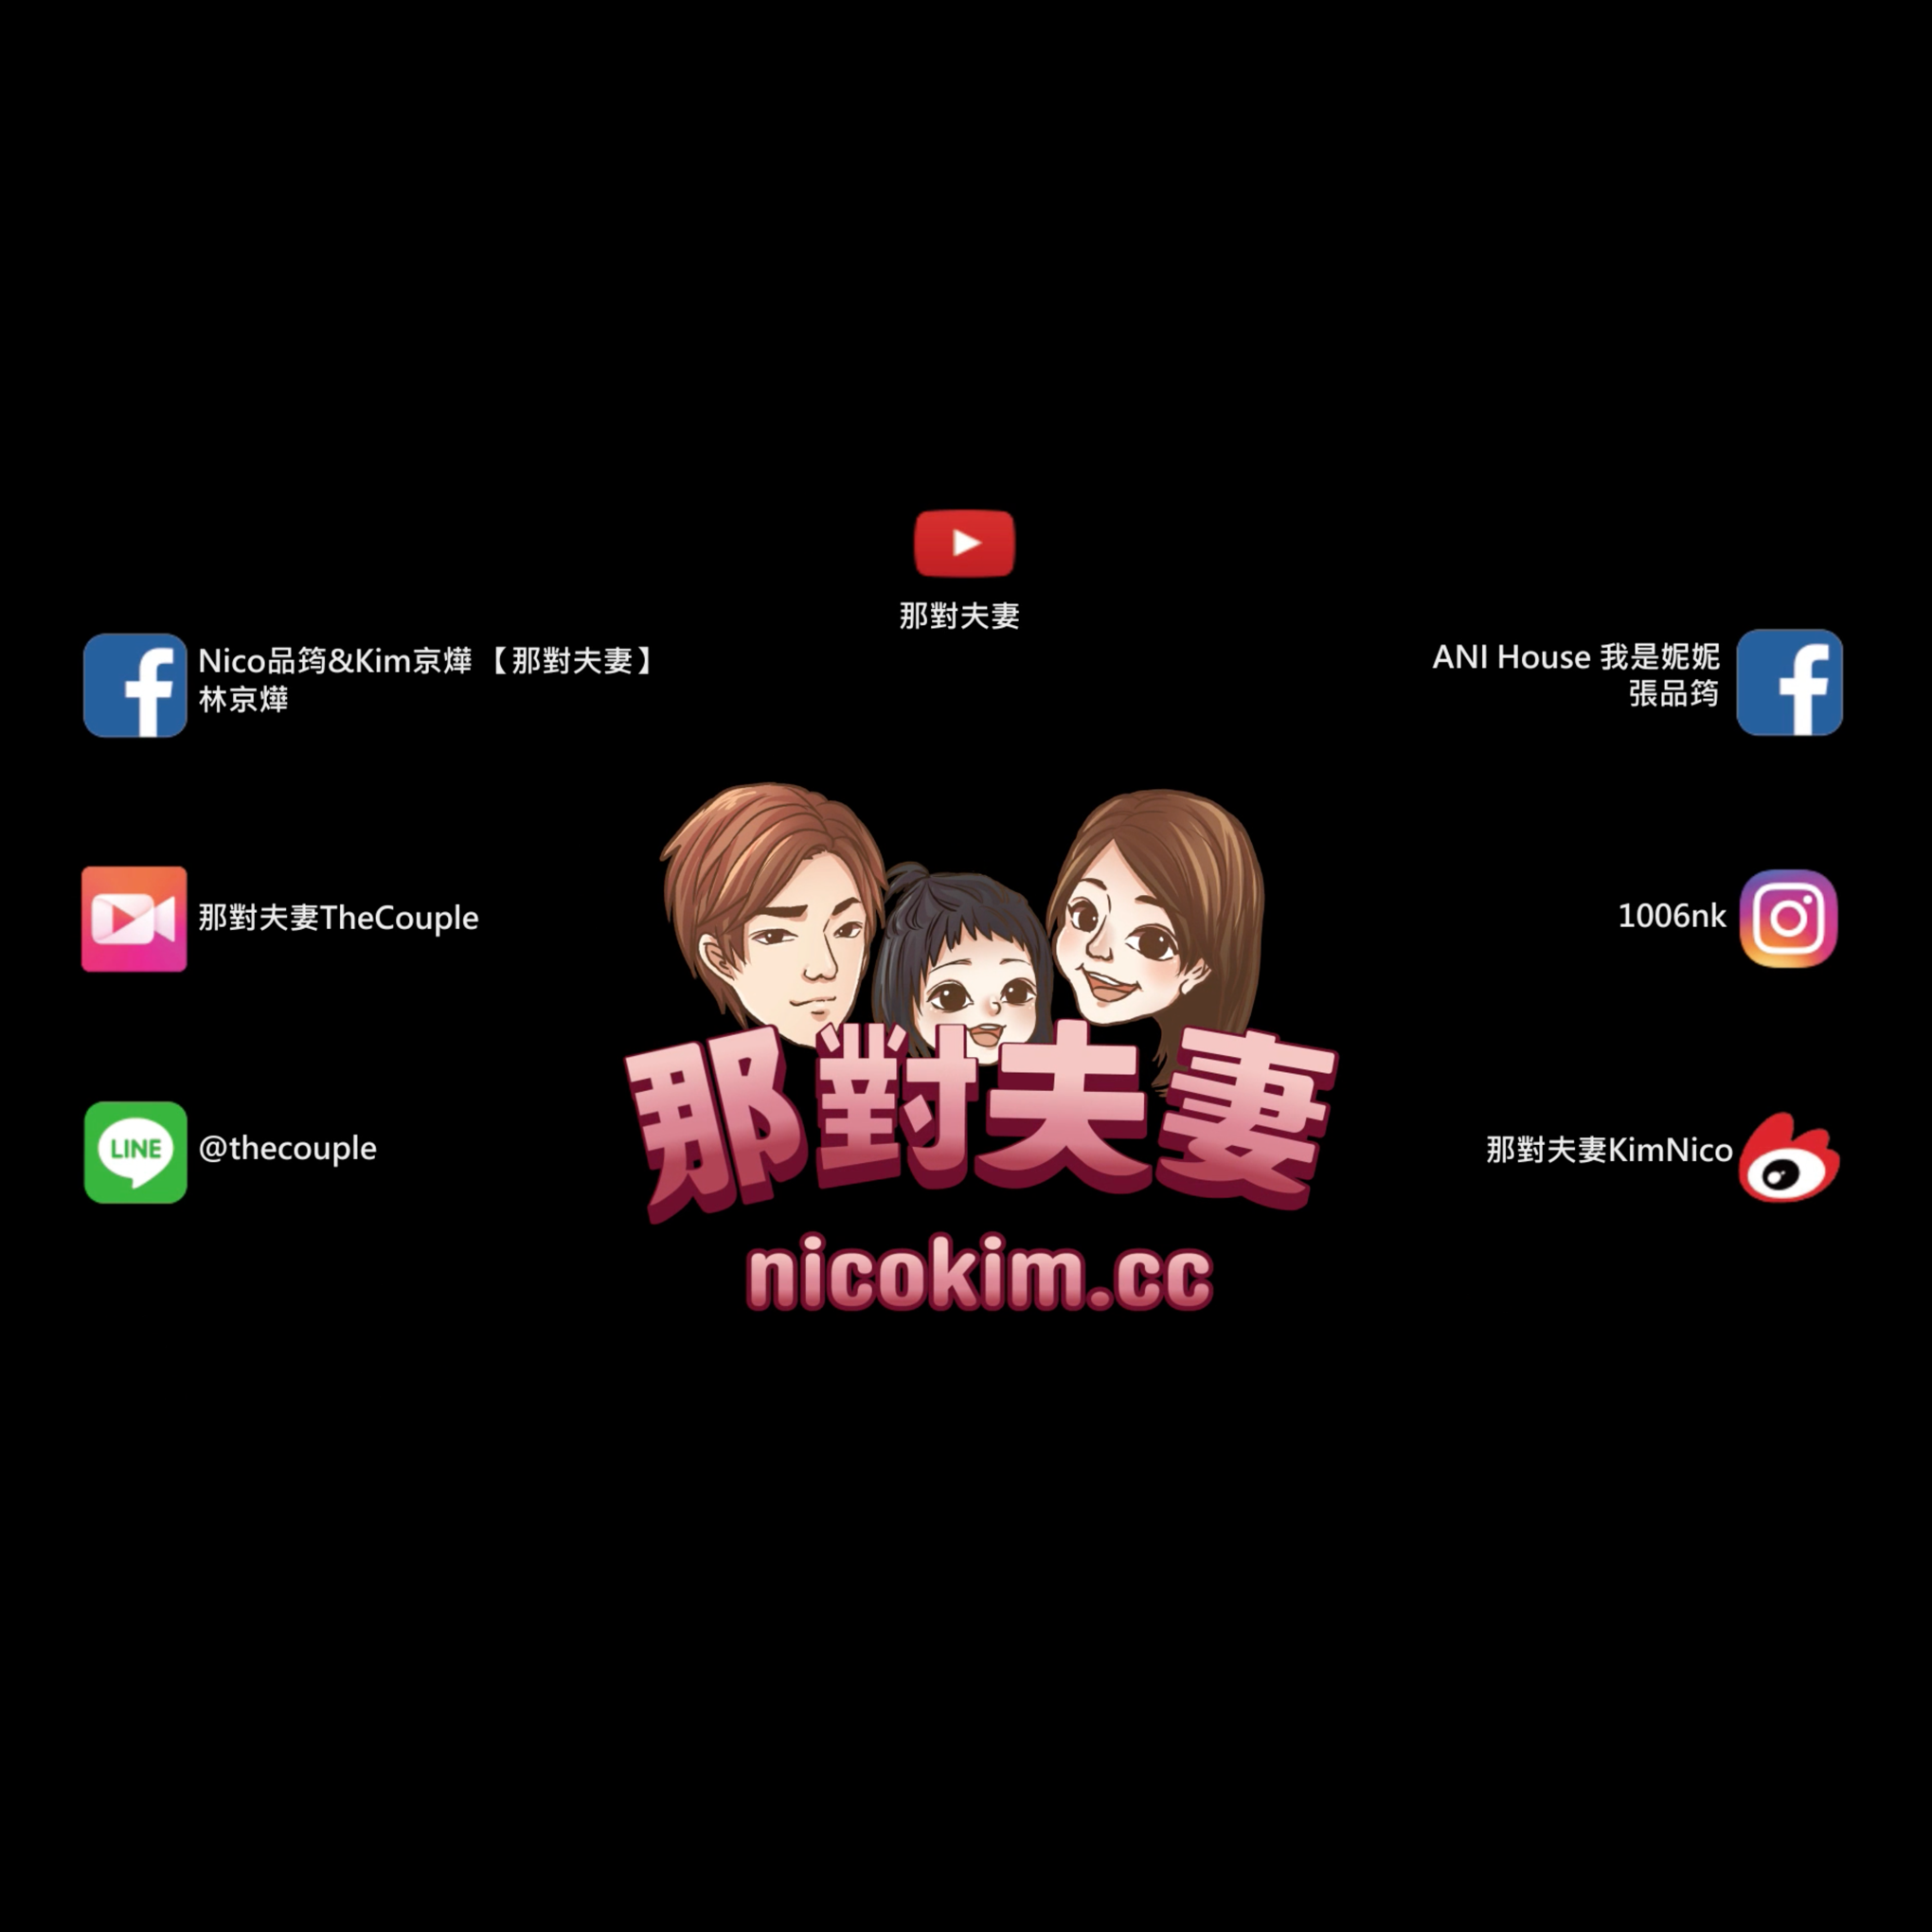 那對夫妻
Nico品筠&Kim京燁【那對夫妻】
林京燁
ANI House 我是妮妮
張品筠
那對夫妻TheCouple
1006nk
LINE
@thecouple
那對夫妻KimNico
那對夫妻
nicokim.cc